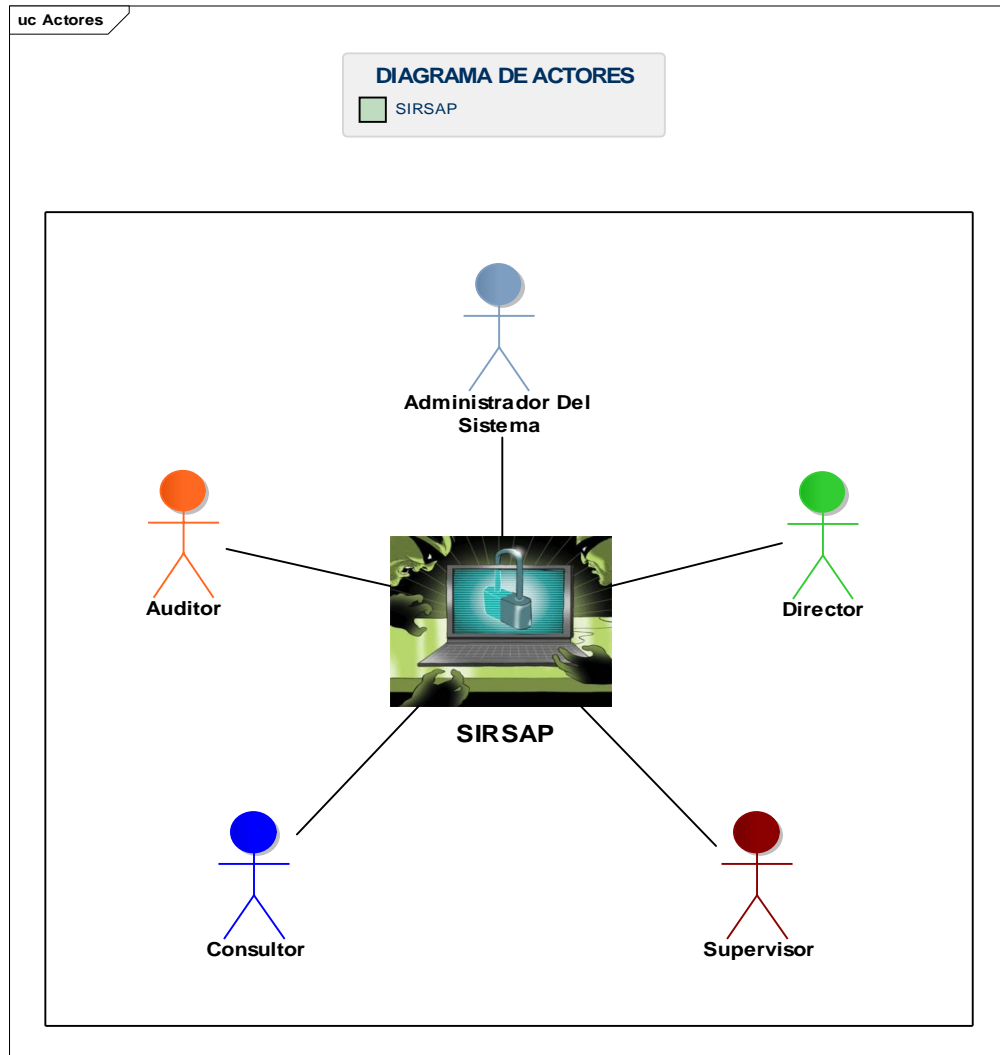 uc Actores
DIAGRAMA DE ACTORES
SIRSAP
Administrador Del
Sistema
Auditor
Director
SIRSAP
Consultor
Supervisor